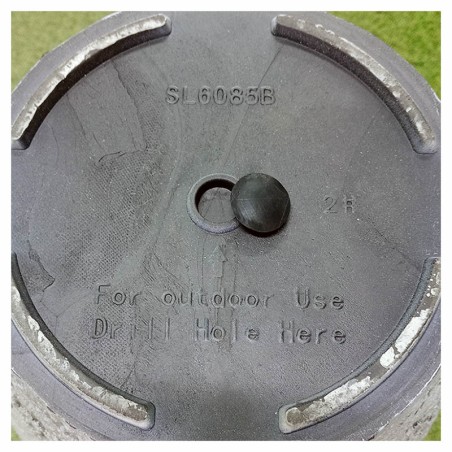 SL6085B
2#
For outdoor Use
Drill Hole Here